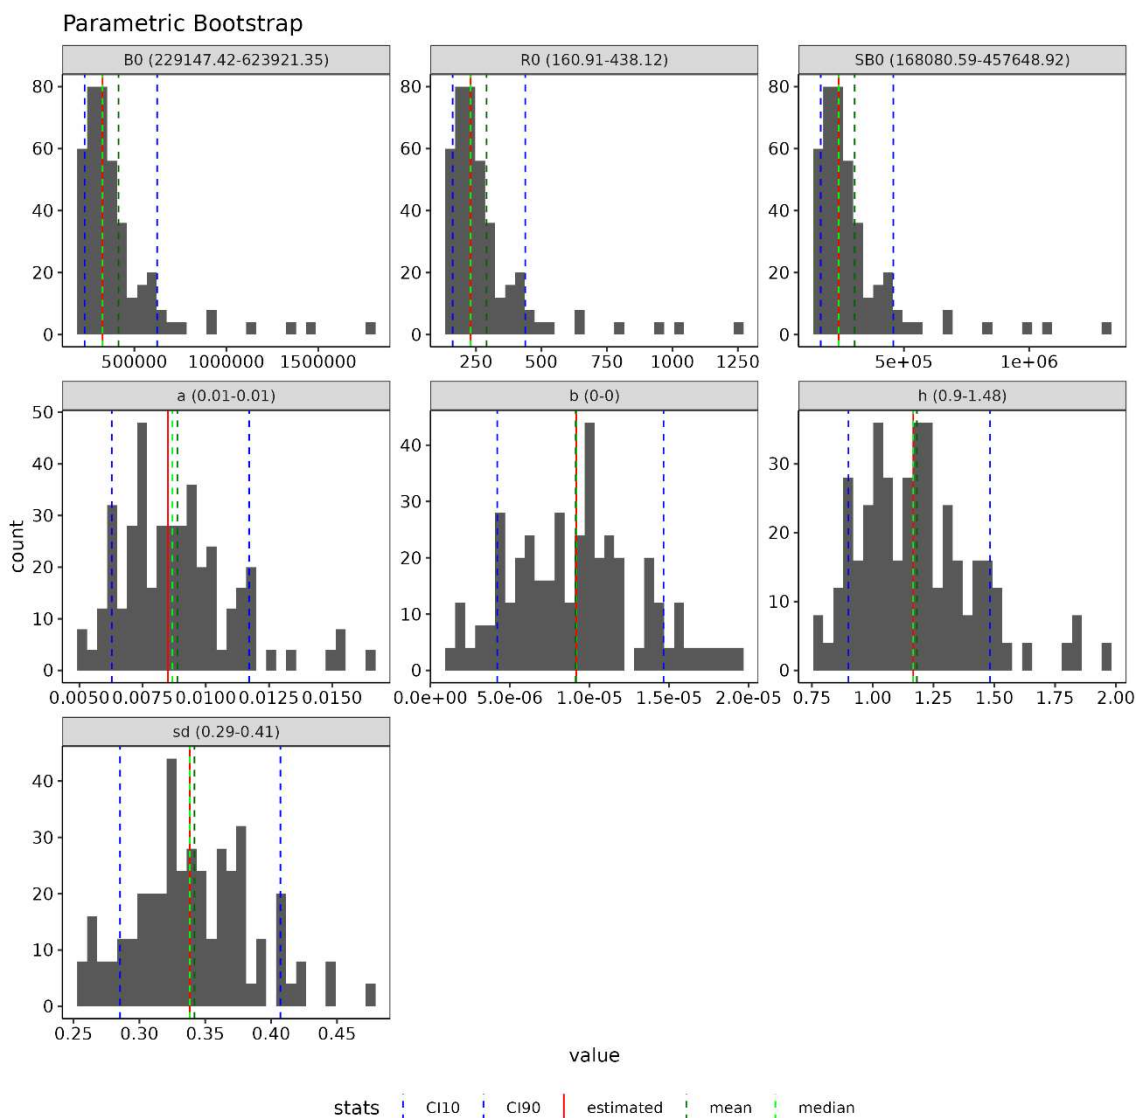 Parametric Bootstrap
B0 (229147.42-623921.35)
R0 (160.91-438.12)
SB0 (168080.59-457648.92)
80
60
40
20
0
500000 1000000 1500000
80
60
40
20
0
250 500 750 1000 1250
80
60
40
20
0
5e+05 1e+06
a (0.01-0.01)
b (0-0)
h (0.9-1.48)
count
50
40
30
20
10
0
0.0050 0.0075 0.0100 0.0125 0.0150
40
30
20
10
0
0.0e+00 5.0e-06 1.0e-05 1.5e-05 2.0e-05
30
20
10
0
0.75 1.00 1.25 1.50 1.75 2.00
sd (0.29-0.41)
40
30
20
10
0
0.25 0.30 0.35 0.40 0.45
value
stats CI10 CI90 estimated mean median